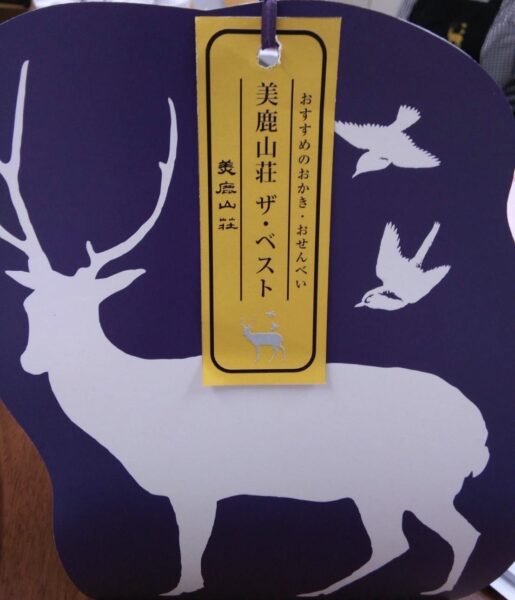 おすすめのおかき・おせんべい
美鹿山荘 ザ・ベスト
美鹿山荘